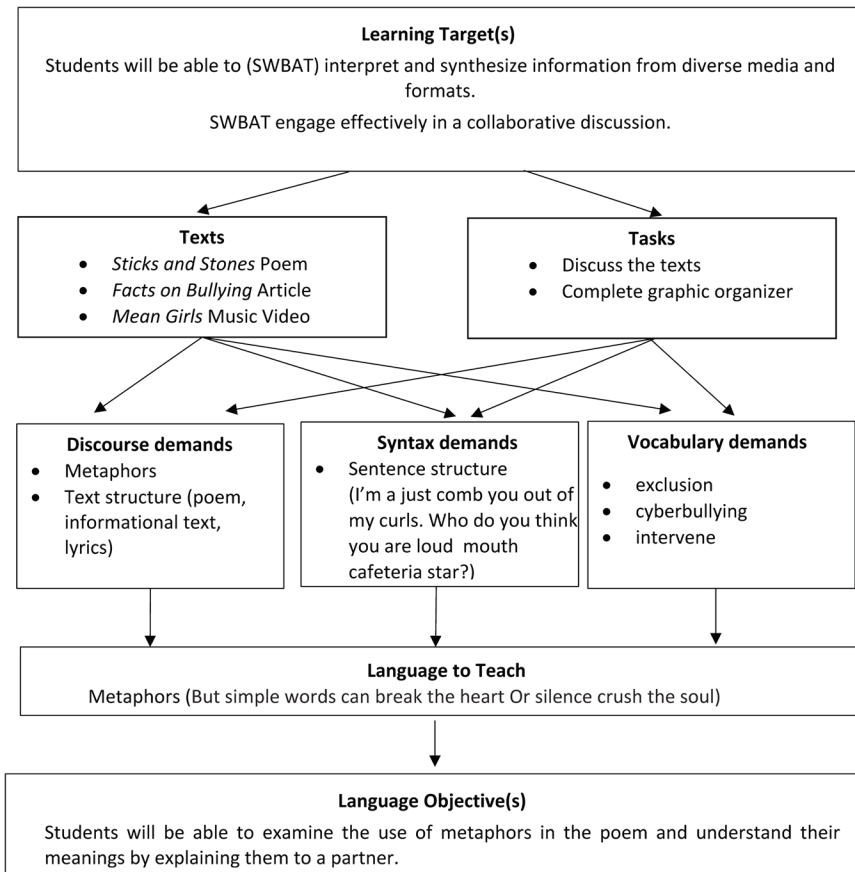 Learning Target(s)
Students will be able to (SWBAT) interpret and synthesize information from diverse media and
formats.
SWBAT engage effectively in a collaborative discussion.
Texts
• Sticks and Stones Poem
• Facts on Bullying Article
• Mean Girls Music Video
Tasks
• Discuss the texts
• Complete graphic organizer
Discourse demands
• Metaphors
• Text structure (poem,
informational text,
lyrics)
Syntax demands
• Sentence structure
(I’m a just comb you out of
my curls. Who do you think
you are loud mouth
cafeteria star?)
Vocabulary demands
• exclusion
• cyberbullying
• intervene
Language to Teach
Metaphors (But simple words can break the heart Or silence crush the soul)
Language Objective(s)
Students will be able to examine the use of metaphors in the poem and understand their
meanings by explaining them to a partner.